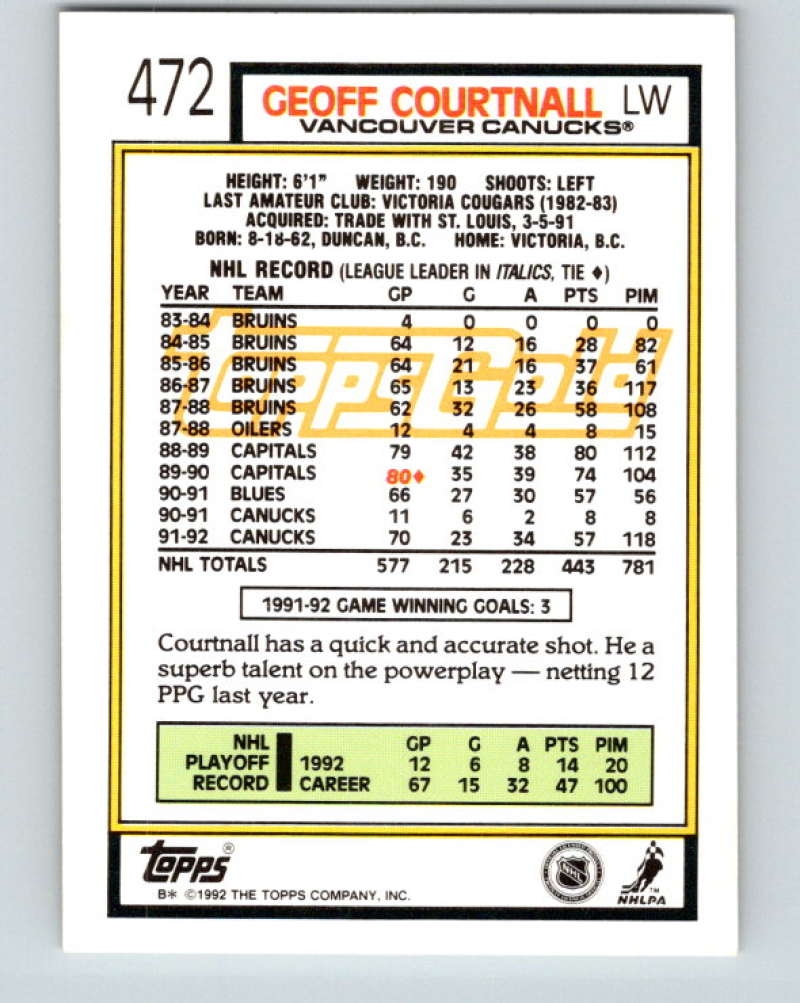 472
GEOFF COURTNALL LW
VANCOUVER CANUCKS®
HEIGHT: 6'1" WEIGHT: 190 SHOOTS: LEFT
LAST AMATEUR CLUB: VICTORIA COUGARS (1982-83)
ACQUIRED: TRADE WITH ST. LOUIS, 3-5-91
BORN: 8-18-62, DUNCAN, B.C. HOME: VICTORIA, B.C.
NHL RECORD (LEAGUE LEADER IN ITALICS, TIE ♦)
YEAR TEAM GP G A PTS PIM
83-84 BRUINS 4 0 0 0 0
84-85 BRUINS 64 12 16 28 82
85-86 BRUINS 64 21 16 37 61
86-87 BRUINS 65 13 23 36 117
87-88 BRUINS 62 32 26 58 108
87-88 OILERS 12 4 4 8 15
88-89 CAPITALS 79 42 38 80 112
89-90 CAPITALS 80♦ 35 39 74 104
90-91 BLUES 66 27 30 57 56
90-91 CANUCKS 11 6 2 8 8
91-92 CANUCKS 70 23 34 57 118
NHL TOTALS 577 215 228 443 781
ToppsGold
1991-92 GAME WINNING GOALS: 3
Courtnall has a quick and accurate shot. He a
superb talent on the powerplay — netting 12
PPG last year.
NHL GP G A PTS PIM
PLAYOFF 1992 12 6 8 14 20
RECORD CAREER 67 15 32 47 100
TOPPS®
B* ©1992 THE TOPPS COMPANY, INC.
NHL
TM
NHLPA